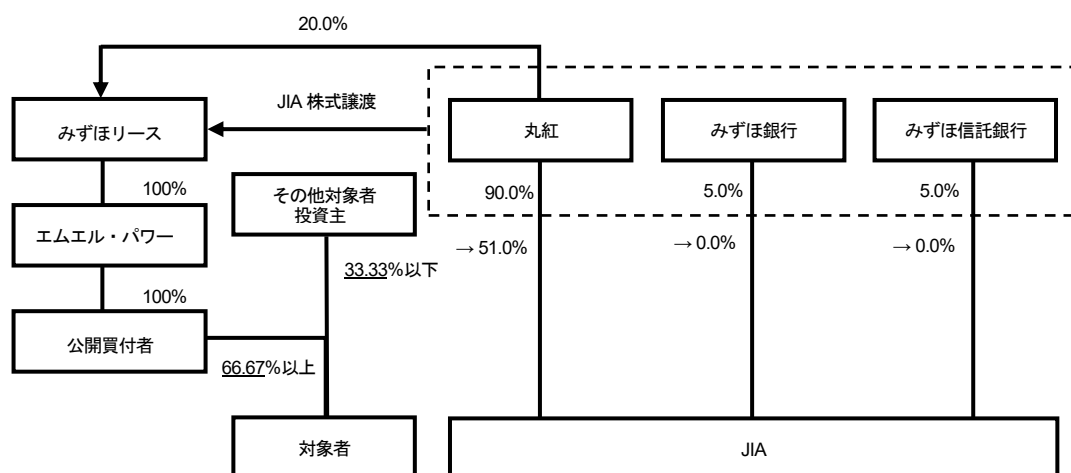 20.0%
JIA 株式譲渡
みずほリース
丸紅
みずほ銀行
みずほ信託銀行
100%
その他対象者
投資主
90.0%
5.0%
5.0%
エムエル・パワー
→ 51.0%
→ 0.0%
→ 0.0%
33.33%以下
100%
公開買付者
66.67%以上
対象者
JIA